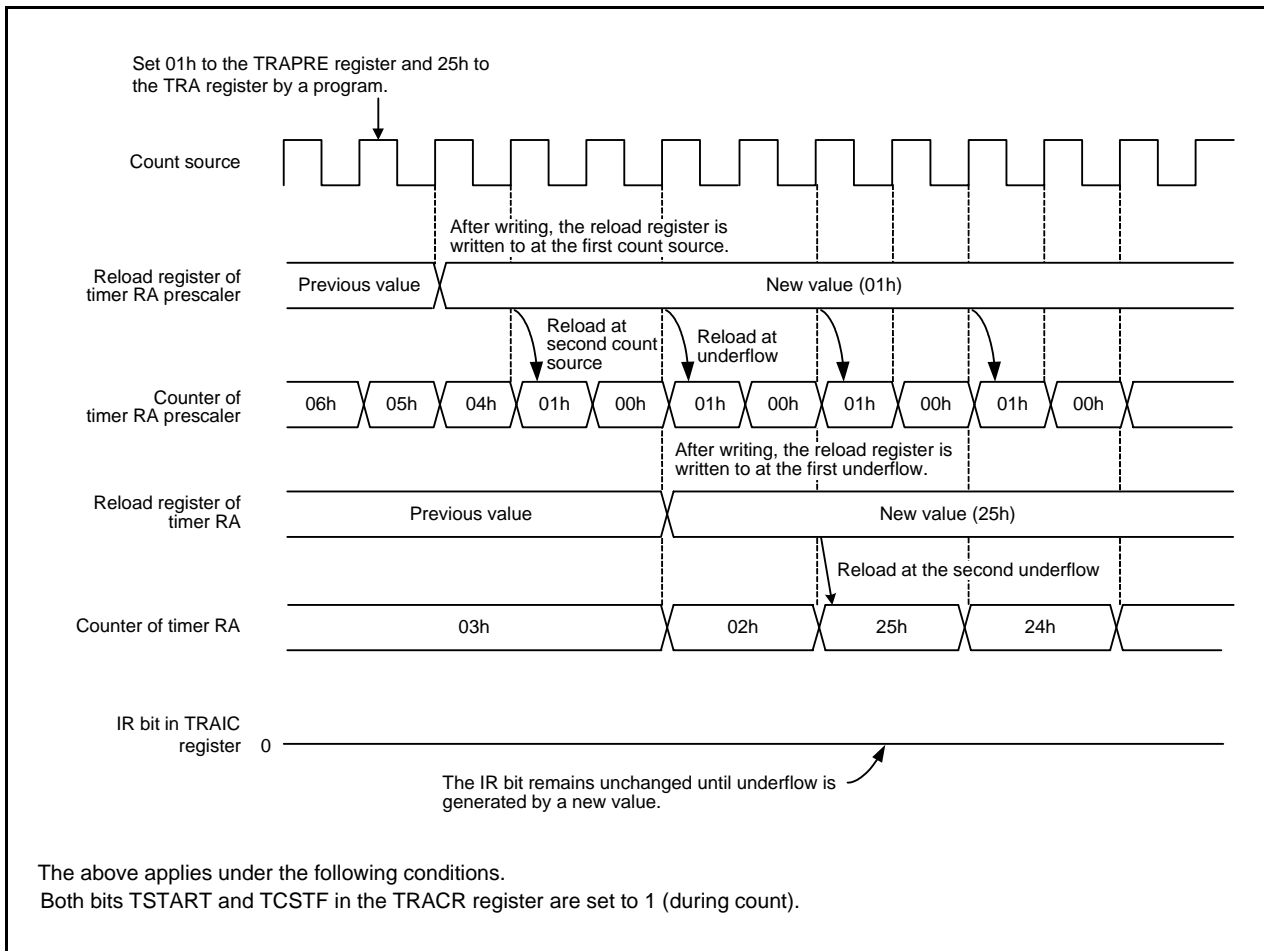 Set 01h to the TRAPRE register and 25h to
the TRA register by a program.
Count source
After writing, the reload register is
written to at the first count source.
Reload register of
timer RA prescaler
Previous value
New value (01h)
Reload at
second count
source
Reload at
underflow
Counter of
timer RA prescaler
06h 05h 04h 01h 00h 01h 00h 01h 00h 01h 00h
After writing, the reload register is
written to at the first underflow.
Reload register of
timer RA
Previous value
New value (25h)
Reload at the second underflow
Counter of timer RA
03h 02h 25h 24h
IR bit in TRAIC
register
0
The IR bit remains unchanged until underflow is
generated by a new value.
The above applies under the following conditions.
Both bits TSTART and TCSTF in the TRACR register are set to 1 (during count).